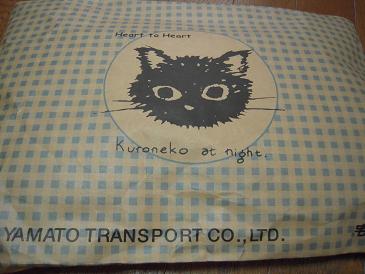 Heart to Heart
Kuroneko at night.
YAMATO TRANSPORT CO.,LTD.